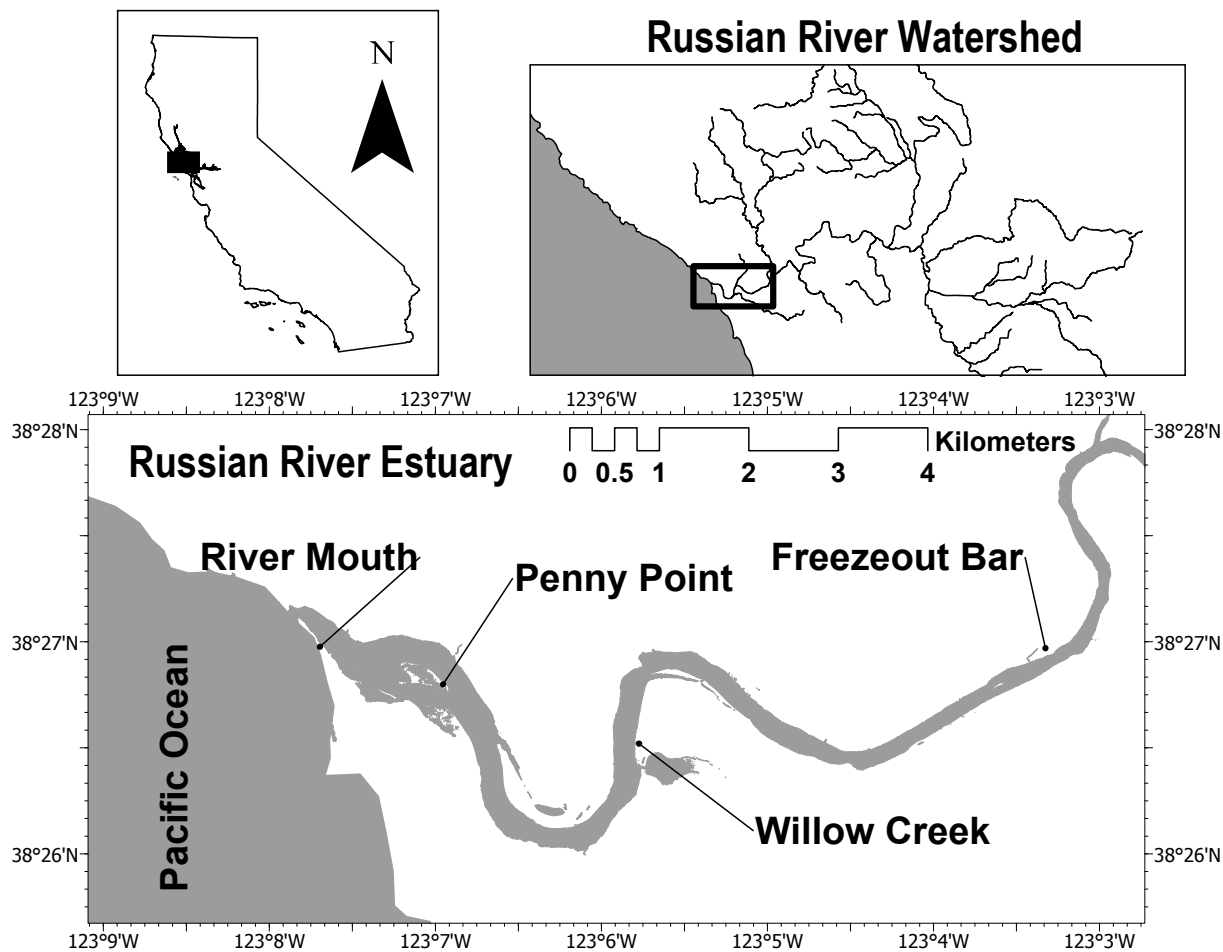 N
Russian River Watershed
123°9'W 123°8'W 123°7'W 123°6'W 123°5'W 123°4'W 123°3'W
38°28'N 38°28'N
Russian River Estuary
Kilometers
0 0.5 1 2 3 4
River Mouth
Penny Point
Freezeout Bar
38°27'N 38°27'N
Pacific Ocean
Willow Creek
38°26'N 38°26'N
123°9'W 123°8'W 123°7'W 123°6'W 123°5'W 123°4'W 123°3'W